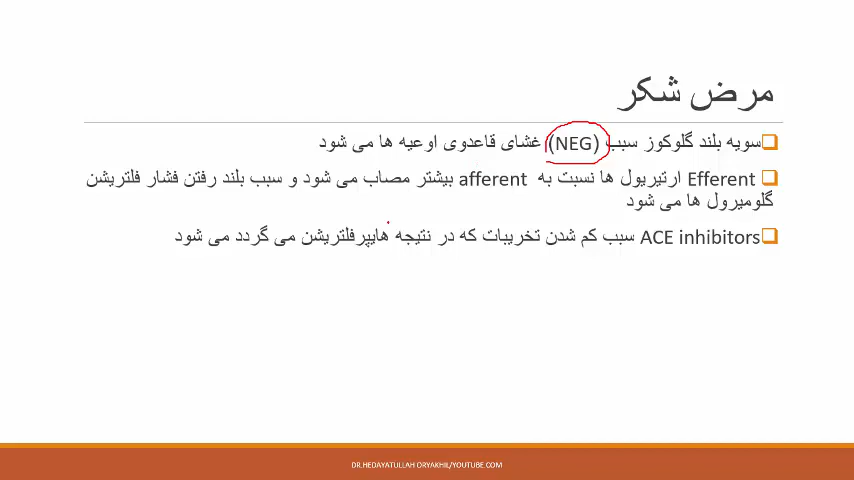 مرض شکر
سویه بلند گلوکوز سبب (NEG) غشای قاعدوی اوعیه ها می شود
Efferent ارتیریول ها نسبت به afferent بیشتر مصاب می شود و سبب بلند رفتن فشار فلتریشن
گلومیرول ها می شود
ACE inhibitors سبب کم شدن تخریبات که در نتیجه هایپرفلتریشن می گردد می شود
DR.HEDAYATULLAH ORYAKHIL/YOUTUBE.COM